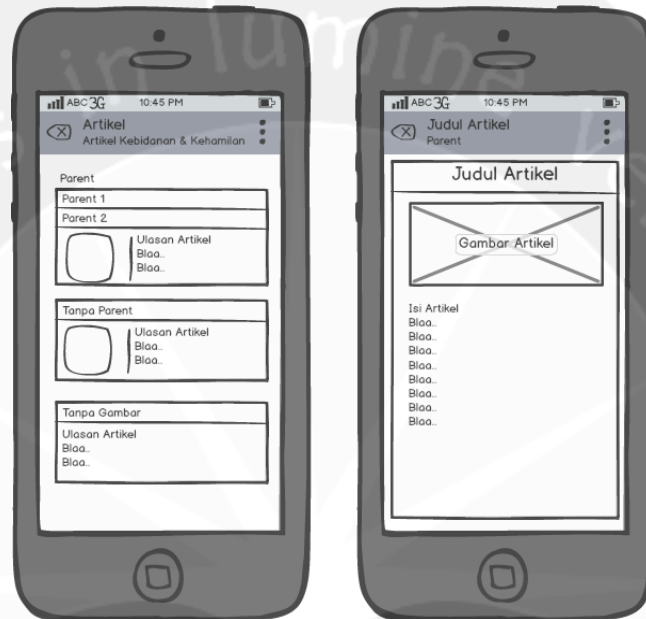 in lumine
ABC 3G 10:45 PM
Artikel
Artikel Kebidanan & Kehamilan
Parent
Parent 1
Parent 2
Ulasan Artikel
Blaa..
Blaa..
Tanpa Parent
Ulasan Artikel
Blaa..
Blaa..
Tanpa Gambar
Ulasan Artikel
Blaa..
Blaa..
ABC 3G 10:45 PM
Judul Artikel
Parent
Judul Artikel
Gambar Artikel
Isi Artikel
Blaa..
Blaa..
Blaa..
Blaa..
Blaa..
Blaa..
Blaa..
Blaa..